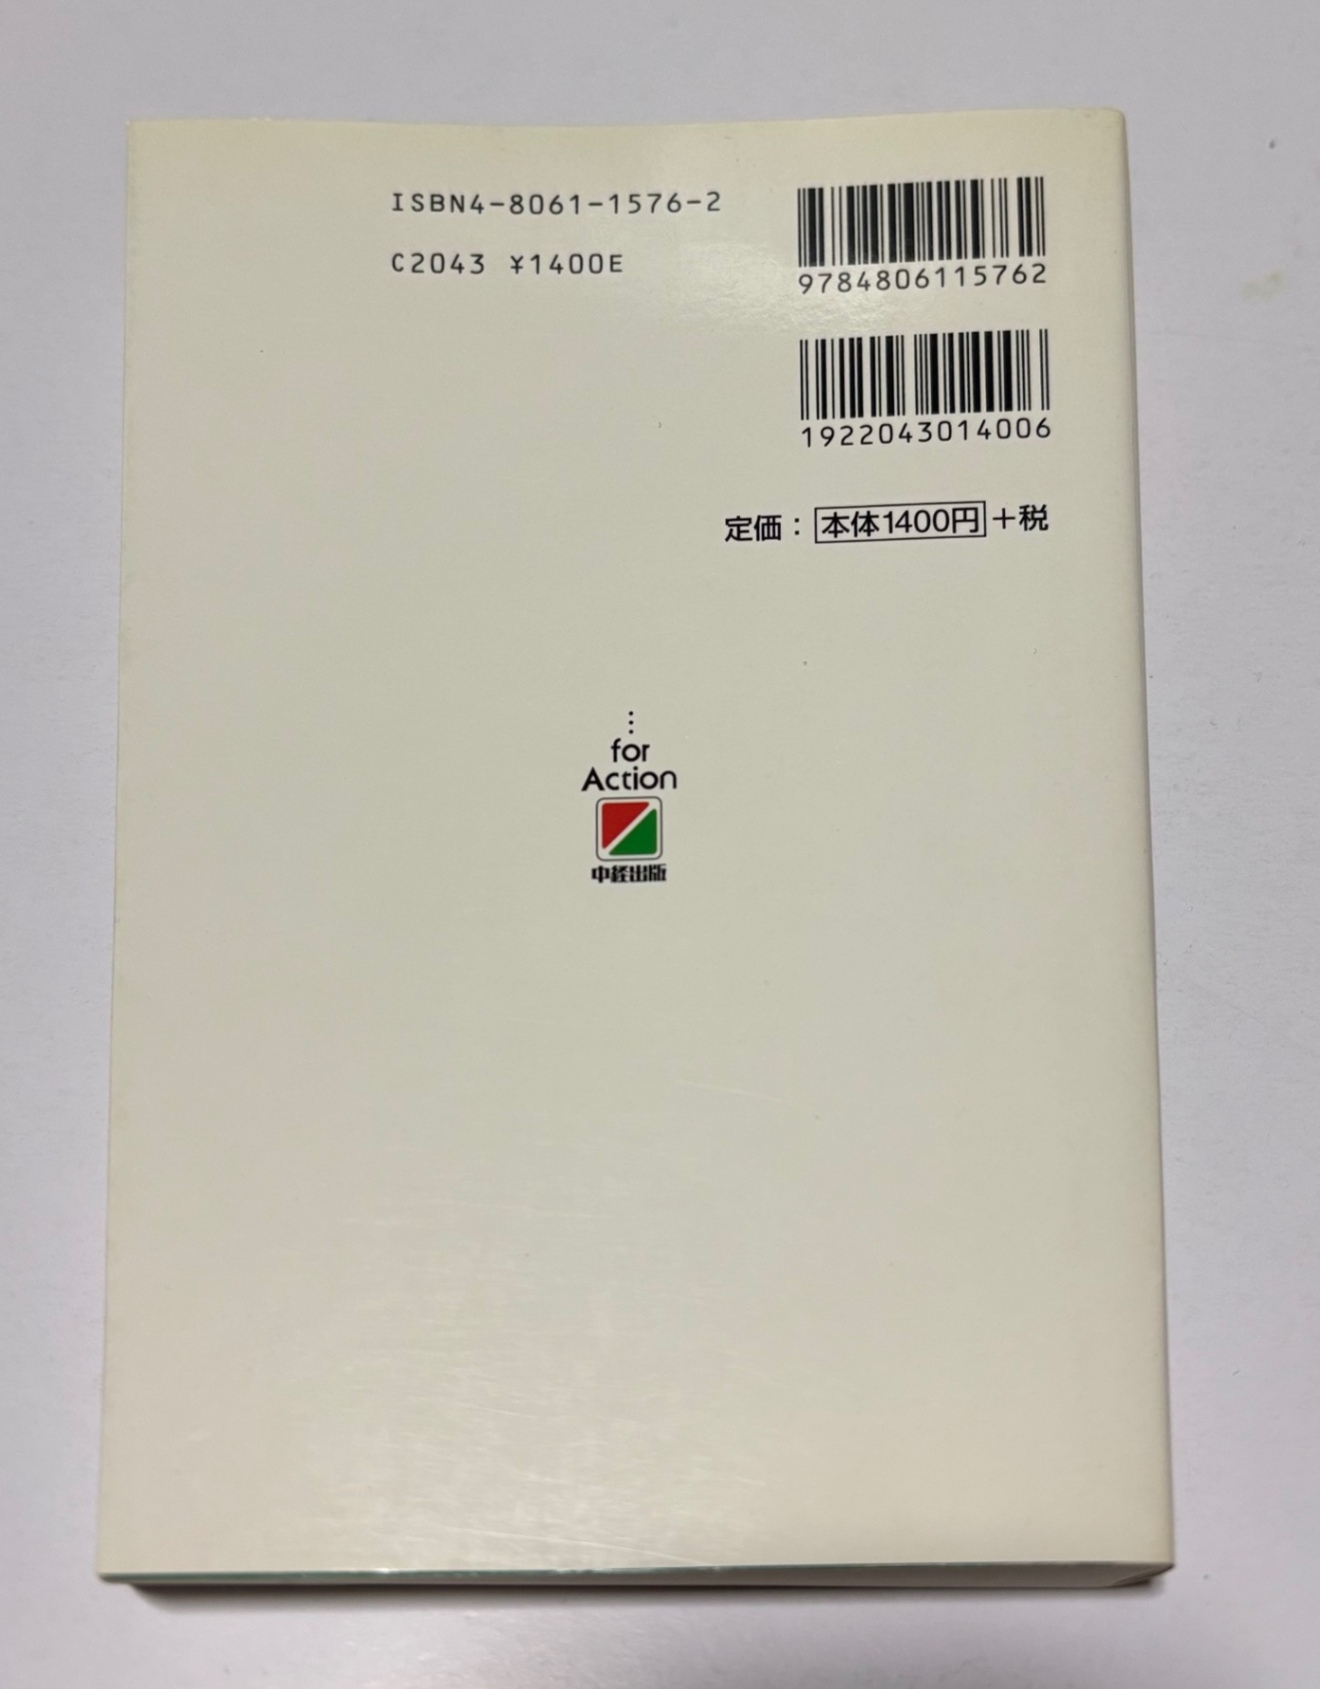 ISBN4-8061-1576-2
C2043 ¥1400E
9784806115762
1922043014006
定価：本体1400円＋税
for
Action
中経出版